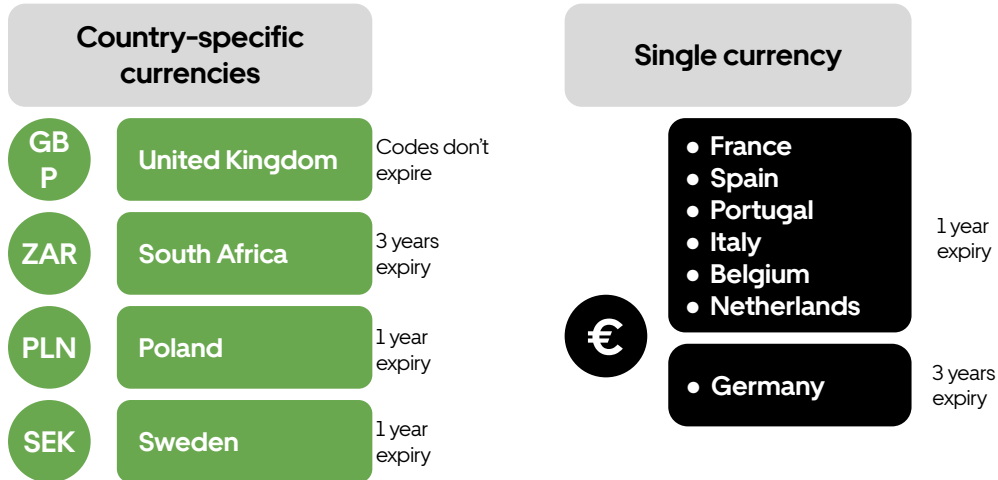 Country-specific
currencies
GB
P
United Kingdom
Codes don't
expire
ZAR
South Africa
3 years
expiry
PLN
Poland
1 year
expiry
SEK
Sweden
1 year
expiry
Single currency
€
• France
• Spain
• Portugal
• Italy
• Belgium
• Netherlands
1 year
expiry
• Germany
3 years
expiry